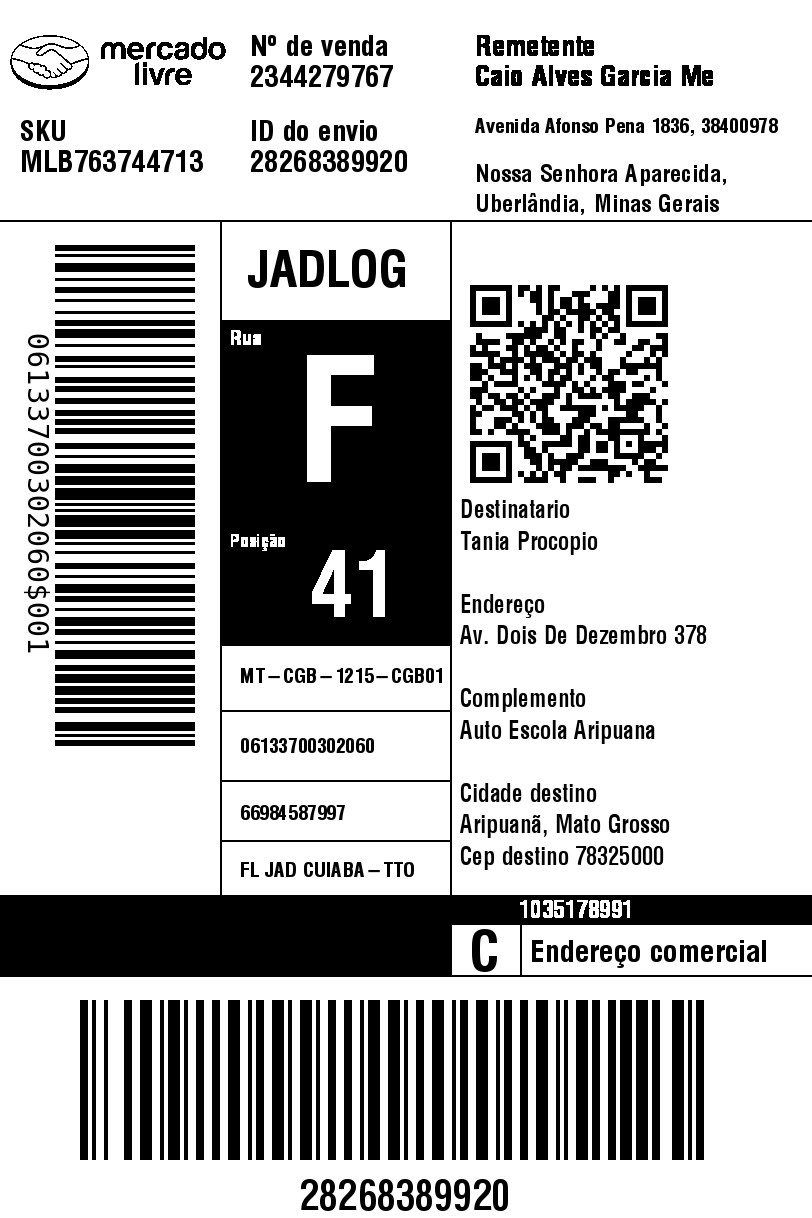 mercado
livre
Nº de venda
2344279767
Remetente
Caio Alves Garcia Me
SKU
MLB763744713
ID do envio
28268389920
Avenida Afonso Pena 1836, 38400978
Nossa Senhora Aparecida,
Uberlândia, Minas Gerais
06133700302060$001
JADLOG
Rua
F
Posição
41
MT-CGB-1215-CGB01
06133700302060
66984587997
FL JAD CUIABA-TTO
Destinatario
Tania Procopio
Endereço
Av. Dois De Dezembro 378
Complemento
Auto Escola Aripuana
Cidade destino
Aripuanã, Mato Grosso
Cep destino 78325000
1035178991
C
Endereço comercial
28268389920